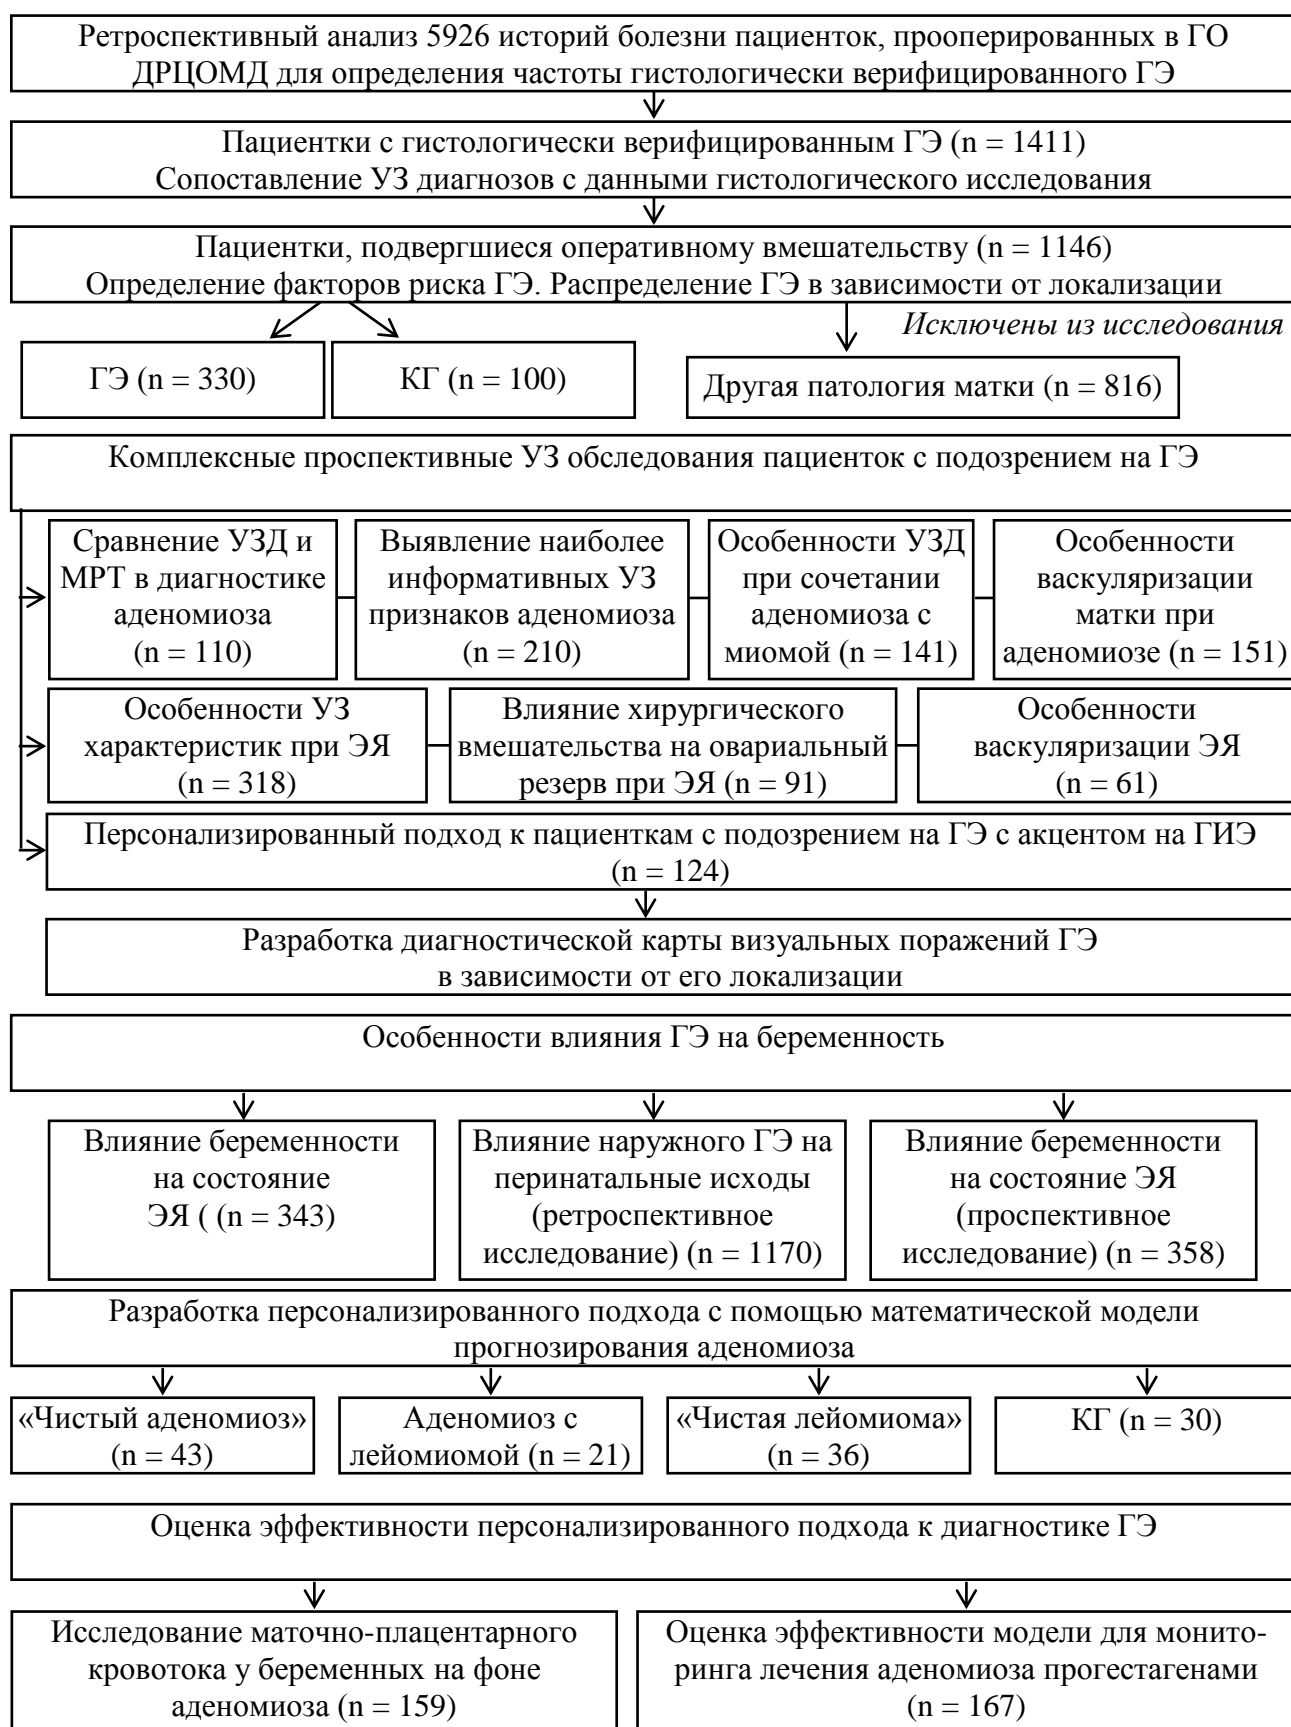 Ретроспективный анализ 5926 историй болезни пациенток, прооперированных в ГО
ДРЦОМД для определения частоты гистологически верифицированного ГЭ
Пациентки с гистологически верифицированным ГЭ (n = 1411)
Сопоставление УЗ диагнозов с данными гистологического исследования
Пациентки, подвергшиеся оперативному вмешательству (n = 1146)
Определение факторов риска ГЭ. Распределение ГЭ в зависимости от локализации
Исключены из исследования
ГЭ (n = 330)
КГ (n = 100)
Другая патология матки (n = 816)
Комплексные проспективные УЗ обследования пациенток с подозрением на ГЭ
Сравнение УЗД и
МРТ в диагностике
аденомиоза
(n = 110)
Выявление наиболее
информативных УЗ
признаков аденомиоза
(n = 210)
Особенности УЗД
при сочетании
аденомиоза с
миомой (n = 141)
Особенности
васкуляризации
матки при
аденомиозе (n = 151)
Особенности УЗ
характеристик при ЭЯ
(n = 318)
Влияние хирургического
вмешательства на овариальный
резерв при ЭЯ (n = 91)
Особенности
васкуляризации ЭЯ
(n = 61)
Персонализированный подход к пациенткам с подозрением на ГЭ с акцентом на ГИЭ
(n = 124)
Разработка диагностической карты визуальных поражений ГЭ
в зависимости от его локализации
Особенности влияния ГЭ на беременность
Влияние беременности
на состояние
ЭЯ ( (n = 343)
Влияние наружного ГЭ на
перинатальные исходы
(ретроспективное
исследование) (n = 1170)
Влияние беременности
на состояние ЭЯ
(проспективное
исследование) (n = 358)
Разработка персонализированного подхода с помощью математической модели
прогнозирования аденомиоза
«Чистый аденомиоз»
(n = 43)
Аденомиоз с
лейомиомой (n = 21)
«Чистая лейомиома»
(n = 36)
КГ (n = 30)
Оценка эффективности персонализированного подхода к диагностике ГЭ
Исследование маточно-плацентарного
кровотока у беременных на фоне
аденомиоза (n = 159)
Оценка эффективности модели для мони��о-
ринга лечения аденомиоза прогестагенами
(n = 167)